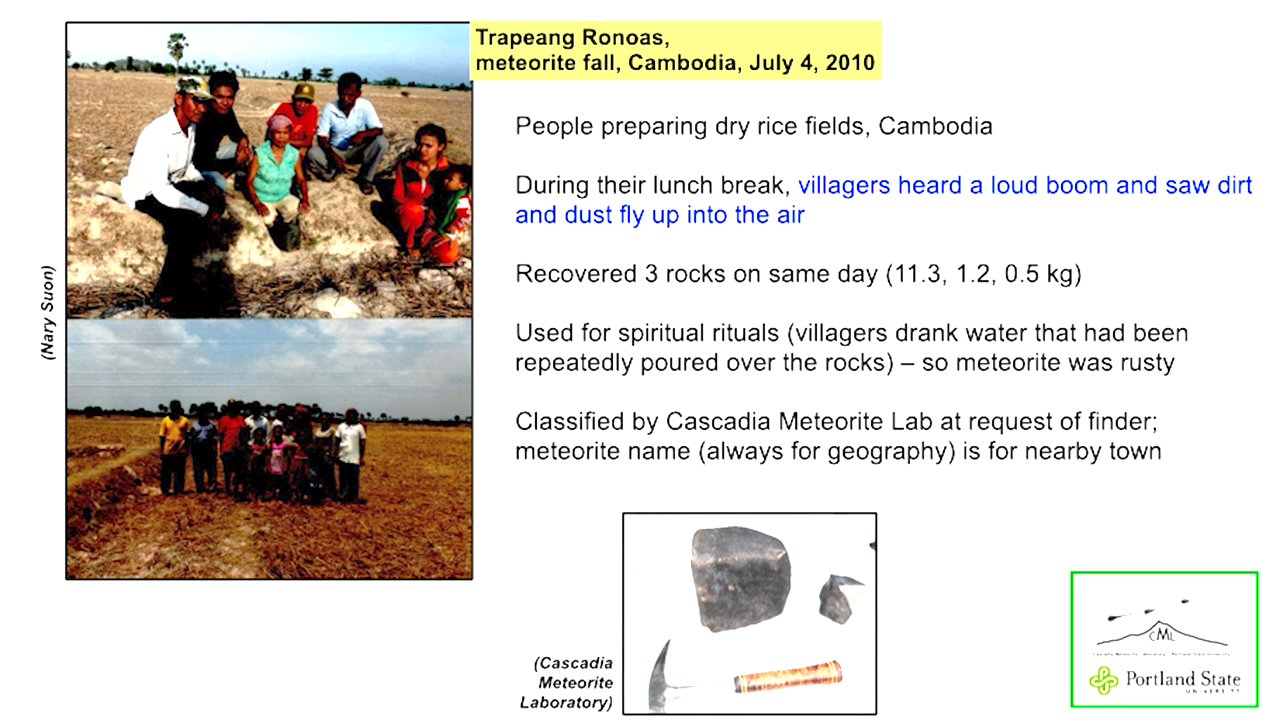 Trapeang Ronoas,
meteorite fall, Cambodia, July 4, 2010
People preparing dry rice fields, Cambodia
During their lunch break, villagers heard a loud boom and saw dirt
and dust fly up into the air
Recovered 3 rocks on same day (11.3, 1.2, 0.5 kg)
(Nary Suon)
Used for spiritual rituals (villagers drank water that had been
repeatedly poured over the rocks) – so meteorite was rusty
Classified by Cascadia Meteorite Lab at request of finder;
meteorite name (always for geography) is for nearby town
(Cascadia
Meteorite
Laboratory)
CML
Portland State
UNIVERSITY